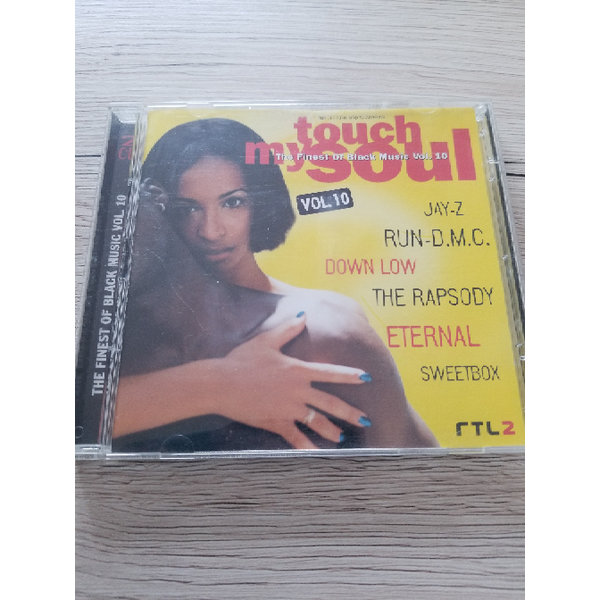 touch
my soul
The Finest Of Black Music Vol. 10
VOL.10
JAY-Z
RUN-D.M.C.
DOWN LOW
THE RAPSODY
ETERNAL
SWEETBOX
rTL2
THE FINEST OF BLACK MUSIC VOL. 10